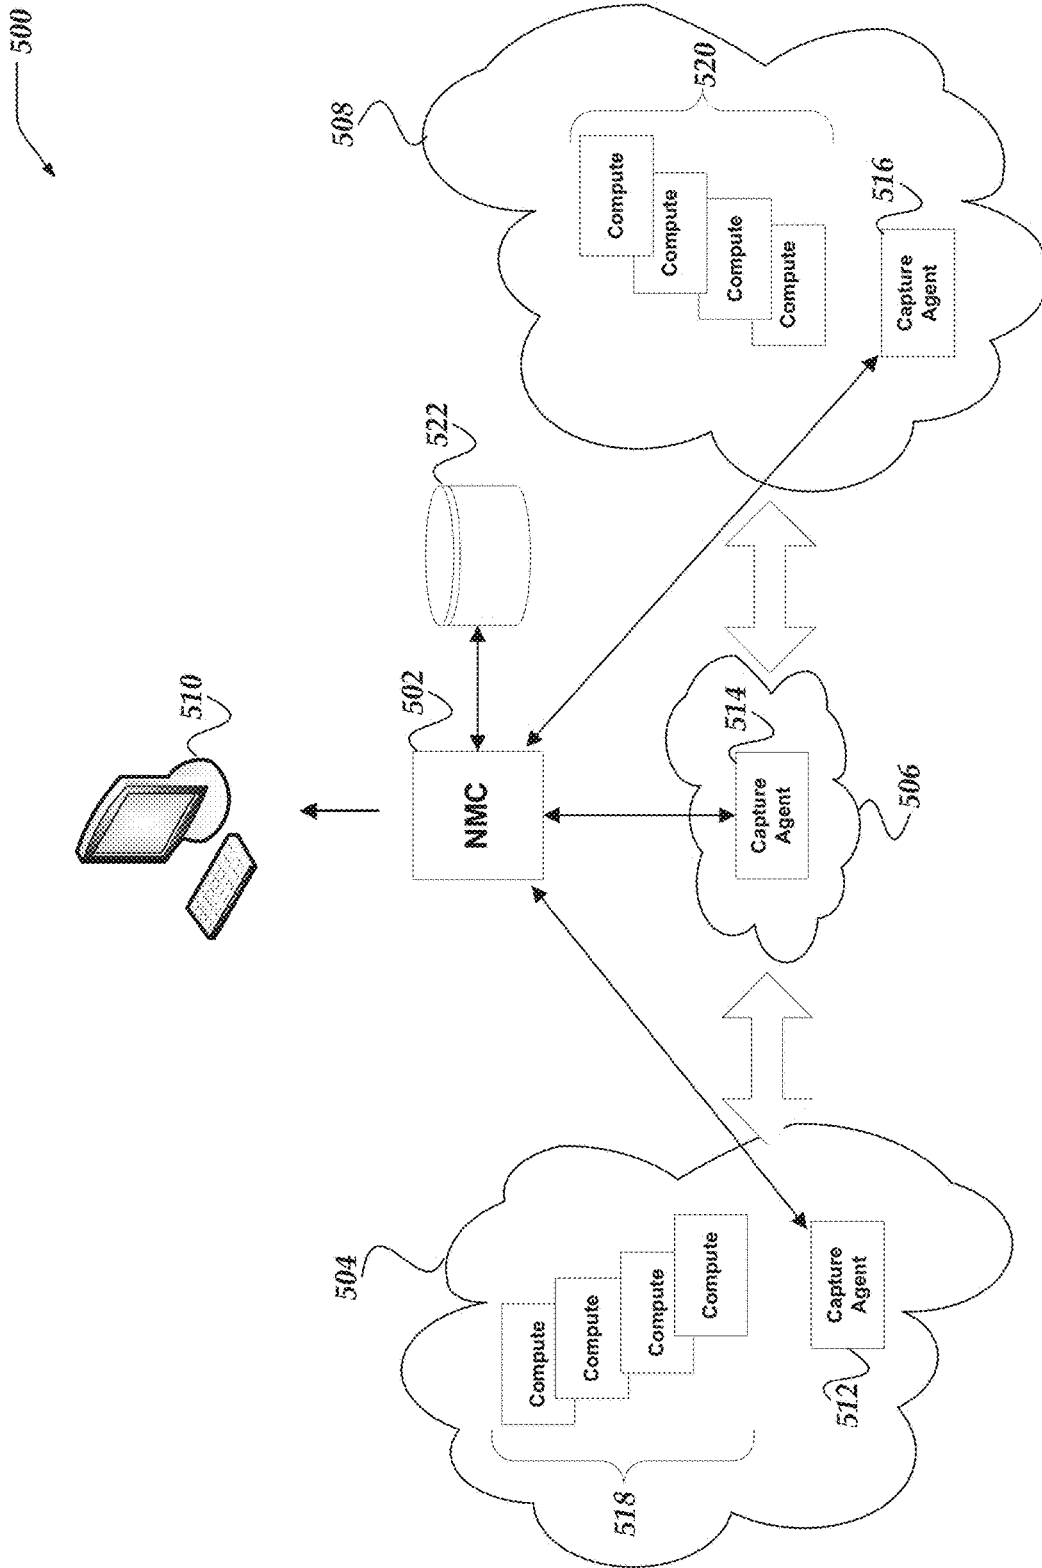 500
510
504
508
502
522
NMC
518
Compute
Compute
Compute
Compute
520
Compute
Compute
Compute
Compute
512
Capture
Agent
514
Capture
Agent
506
516
Capture
Agent